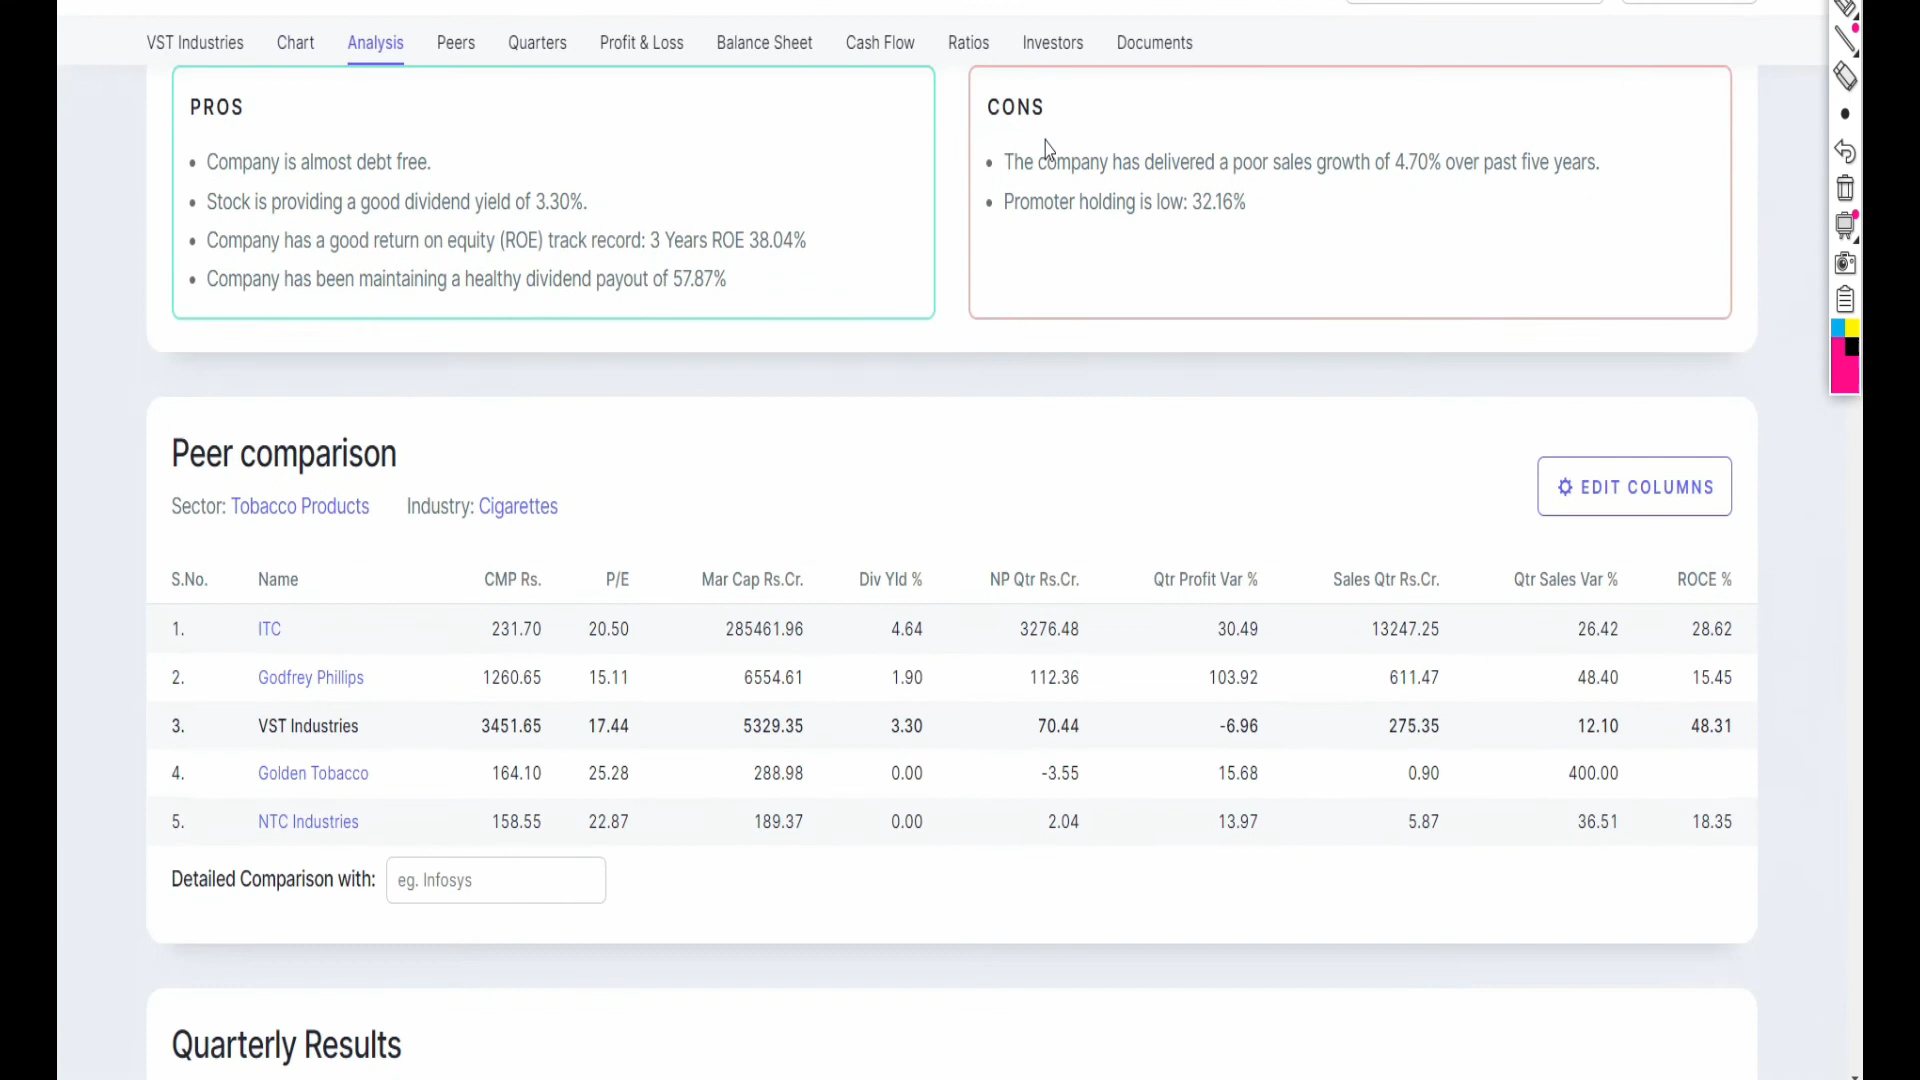 VST Industries Chart Analysis Peers Quarters Profit & Loss Balance Sheet Cash Flow Ratios Investors Documents
PROS
• Company is almost debt free.
• Stock is providing a good dividend yield of 3.30%.
• Company has a good return on equity (ROE) track record: 3 Years ROE 38.04%
• Company has been maintaining a healthy dividend payout of 57.87%
CONS
• The company has delivered a poor sales growth of 4.70% over past five years.
• Promoter holding is low: 32.16%
Peer comparison
Sector: Tobacco Products Industry: Cigarettes
EDIT COLUMNS
S.No. Name CMP Rs. P/E Mar Cap Rs.Cr. Div Yld % NP Qtr Rs.Cr. Qtr Profit Var % Sales Qtr Rs.Cr. Qtr Sales Var % ROCE %
1. ITC 231.70 20.50 285461.96 4.64 3276.48 30.49 13247.25 26.42 28.62
2. Godfrey Phillips 1260.65 15.11 6554.61 1.90 112.36 103.92 611.47 48.40 15.45
3. VST Industries 3451.65 17.44 5329.35 3.30 70.44 -6.96 275.35 12.10 48.31
4. Golden Tobacco 164.10 25.28 288.98 0.00 -3.55 15.68 0.90 400.00
5. NTC Industries 158.55 22.87 189.37 0.00 2.04 13.97 5.87 36.51 18.35
Detailed Comparison with: eg. Infosys
Quarterly Results